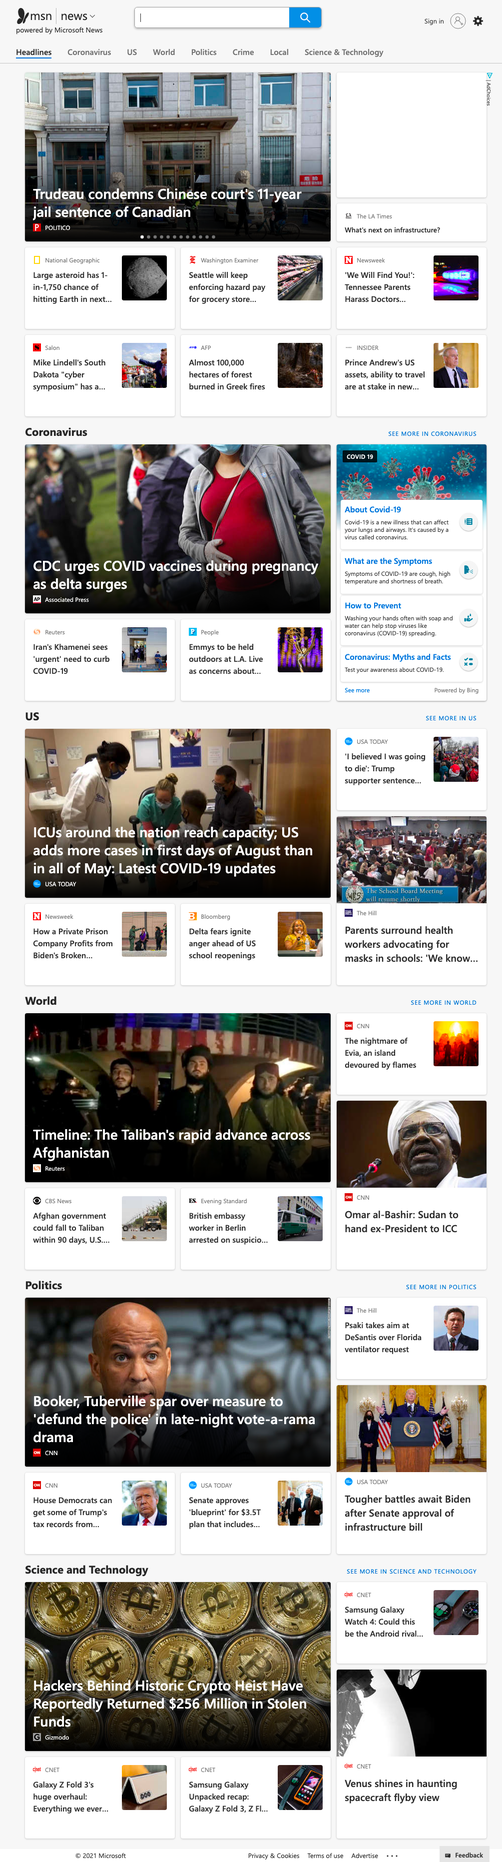 msn news
powered by Microsoft News
Sign in
Headlines Coronavirus US World Politics Crime Local Science & Technology
Trudeau condemns Chinese court's 11-year
jail sentence of Canadian
POLITICO
AdChoices
The LA Times
What's next on infrastructure?
National Geographic
Large asteroid has 1-
in-1,750 chance of
hitting Earth in next...
Washington Examiner
Seattle will keep
enforcing hazard pay
for grocery store...
Newsweek
'We Will Find You!':
Tennessee Parents
Harass Doctors...
Salon
Mike Lindell's South
Dakota "cyber
symposium" has a...
AFP
Almost 100,000
hectares of forest
burned in Greek fires
INSIDER
Prince Andrew's US
assets, ability to travel
are at stake in new...
Coronavirus
SEE MORE IN CORONAVIRUS
CDC urges COVID vaccines during pregnancy
as delta surges
AP Associated Press
COVID 19
About Covid-19
Covid-19 is a new illness that can affect
your lungs and airways. It's caused by a
virus called coronavirus.
What are the Symptoms
Symptoms of COVID-19 are cough, high
temperature and shortness of breath.
How to Prevent
Washing your hands often with soap and
water can help stop viruses like
coronavirus (COVID-19) spreading.
Coronavirus: Myths and Facts
Test your awareness about COVID-19.
See more Powered by Bing
Reuters
Iran's Khamenei sees
'urgent' need to curb
COVID-19
People
Emmys to be held
outdoors at L.A. Live
as concerns about...
US
SEE MORE IN US
ICUs around the nation reach capacity; US
adds more cases in first days of August than
in all of May: Latest COVID-19 updates
USA TODAY
USA TODAY
'I believed I was going
to die': Trump
supporter sentence...
The School Board Meeting
will resume shortly
The Hill
Parents surround health
workers advocating for
masks in schools: 'We know...
Newsweek
How a Private Prison
Company Profits from
Biden's Broken...
Bloomberg
Delta fears ignite
anger ahead of US
school reopenings
World
SEE MORE IN WORLD
Timeline: The Taliban's rapid advance across
Afghanistan
Reuters
CNN
The nightmare of
Evia, an island
devoured by flames
CNN
Omar al-Bashir: Sudan to
hand ex-President to ICC
CBS News
Afghan government
could fall to Taliban
within 90 days, U.S....
ES Evening Standard
British embassy
worker in Berlin
arrested on suspicio...
Politics
SEE MORE IN POLITICS
Booker, Tuberville spar over measure to
'defund the police' in late-night vote-a-rama
drama
CNN
The Hill
Psaki takes aim at
DeSantis over Florida
ventilator request
USA TODAY
Tougher battles await Biden
after Senate approval of
infrastructure bill
CNN
House Democrats can
get some of Trump's
tax records from...
USA TODAY
Senate approves
'blueprint' for $3.5T
plan that includes...
Science and Technology
SEE MORE IN SCIENCE AND TECHNOLOGY
Hackers Behind Historic Crypto Heist Have
Reportedly Returned $256 Million in Stolen
Funds
Gizmodo
CNET
Samsung Galaxy
Watch 4: Could this
be the Android rival...
CNET
Venus shines in haunting
spacecraft flyby view
CNET
Galaxy Z Fold 3's
huge overhaul:
Everything we ever...
CNET
Samsung Galaxy
Unpacked recap:
Galaxy Z Fold 3, Z Fl...
© 2021 Microsoft Privacy & Cookies Terms of use Advertise ... Feedback